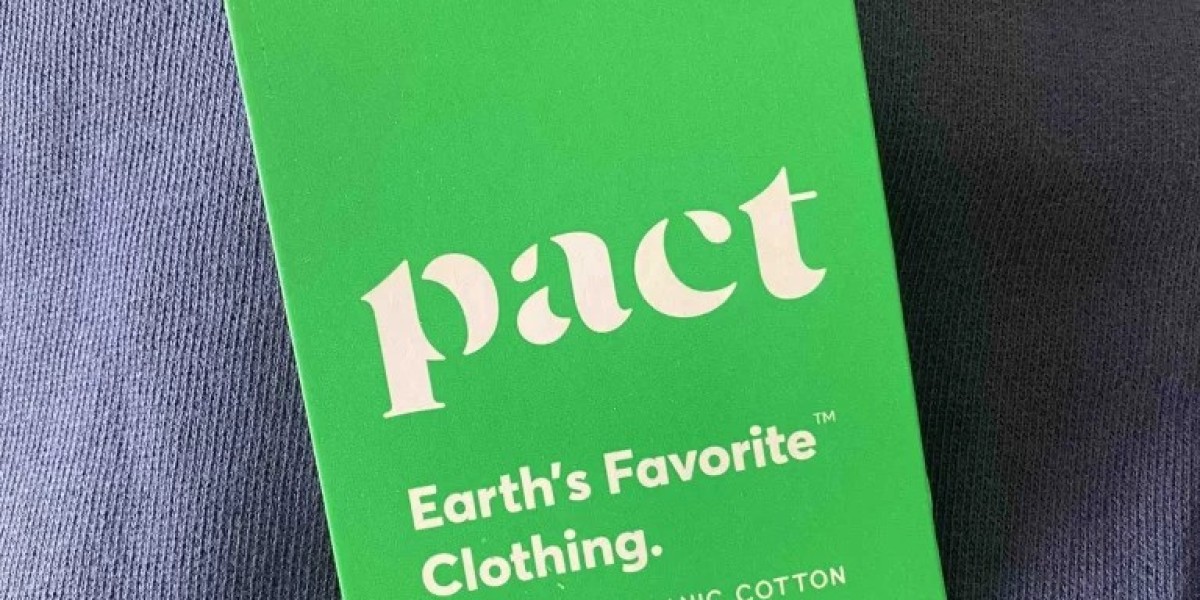 pact
Earth's Favorite™
Clothing.
COTTON